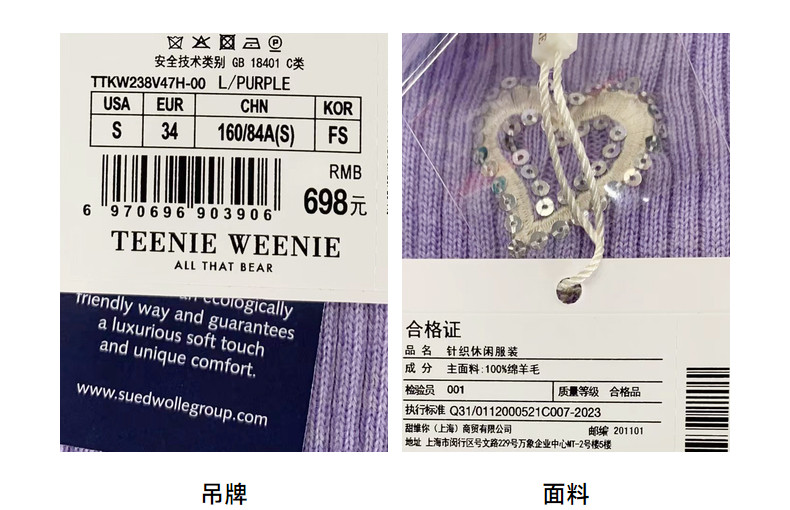 安全技术类别 GB 18401 C类
TTKW238V47H-00 L/PURPLE
USA EUR CHN KOR
S 34 160/84A(S) FS
RMB
698元
6 970696 903906
TEENIE WEENIE
ALL THAT BEAR
an ecologically
friendly way and guarantees
a luxurious soft touch
and unique comfort.
www.suedwollegroup.com
吊牌
合格证
品 名 针织休闲服装
成 分 主面料:100%绵羊毛
检验员 001 质量等级 合格品
执行标准 Q31/0112000521C007-2023
甜维你（上海）商贸有限公司 邮编 201101
地址 上海市闵行区号文路229号万象企业中心MT-2号楼5楼
面料